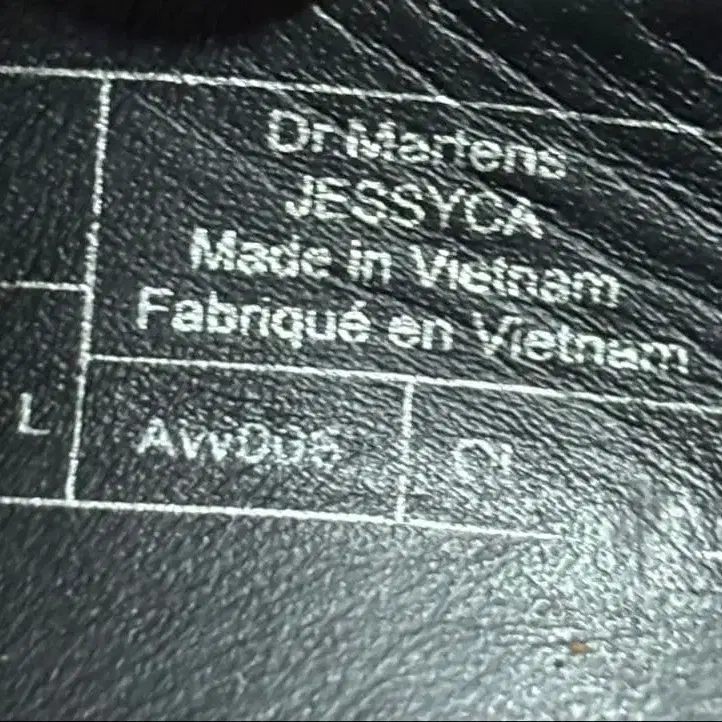 Dr.Martens
JESSYCA
Made in Vietnam
Fabriqué en Vietnam
L